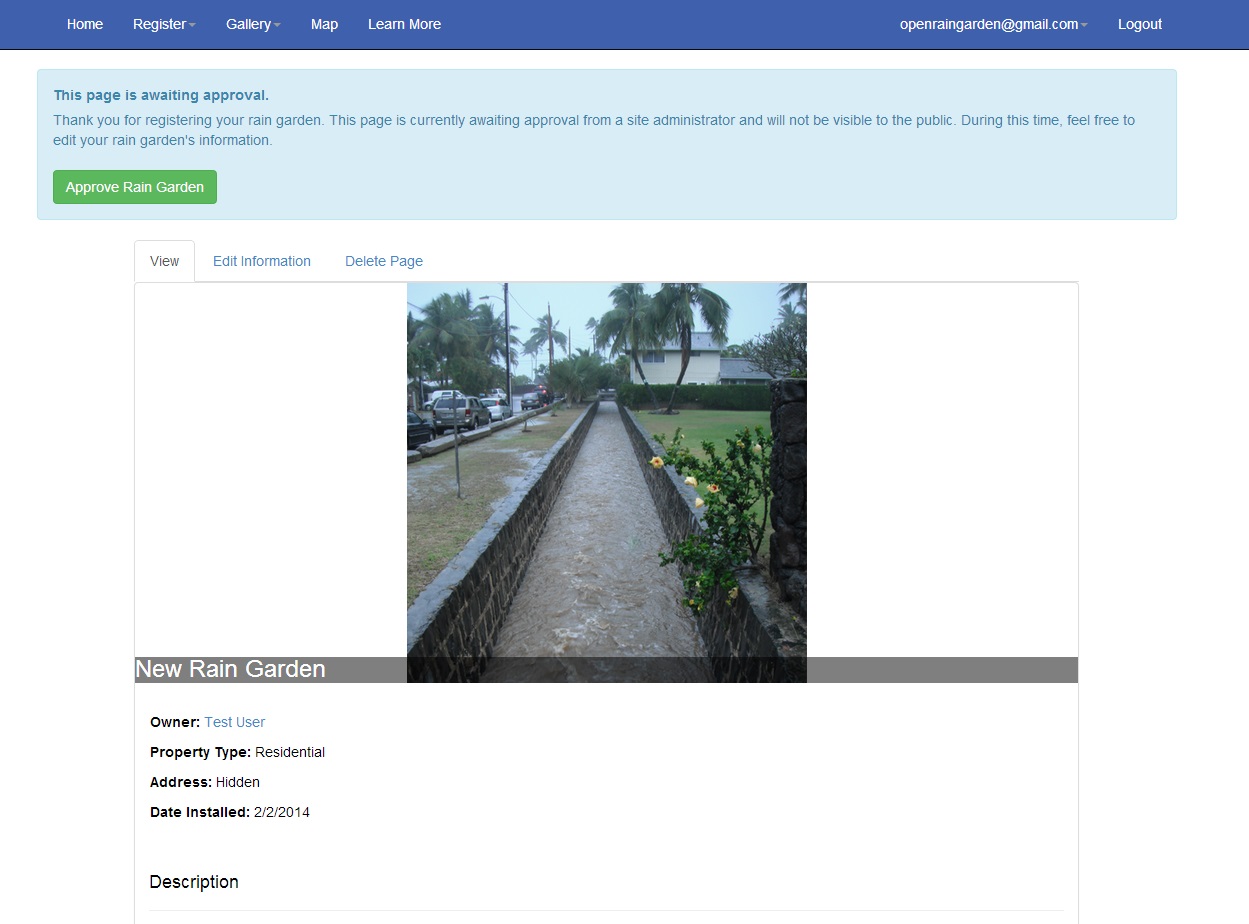 Home Register Gallery Map Learn More openraingarden@gmail.com Logout
This page is awaiting approval.
Thank you for registering your rain garden. This page is currently awaiting approval from a site administrator and will not be visible to the public. During this time, feel free to
edit your rain garden's information.
Approve Rain Garden
View Edit Information Delete Page
New Rain Garden
Owner: Test User
Property Type: Residential
Address: Hidden
Date Installed: 2/2/2014
Description